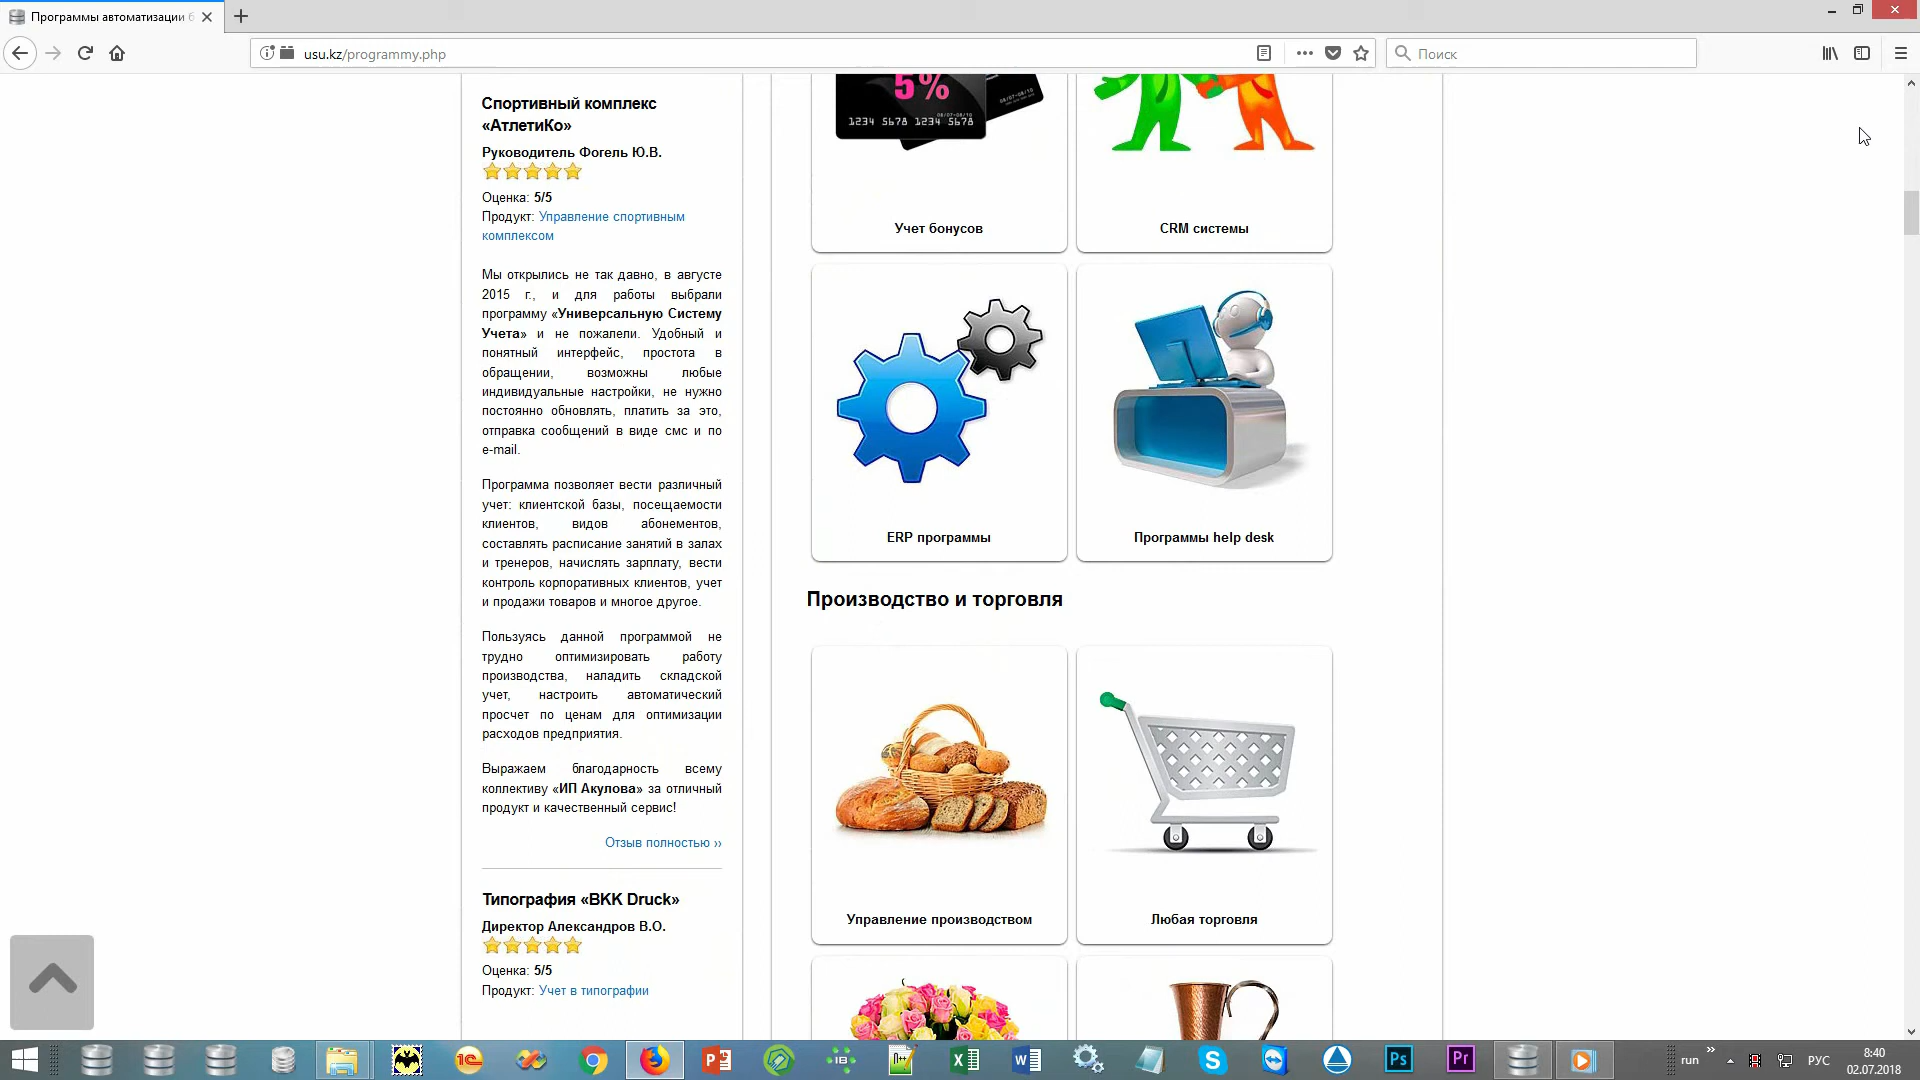 Программы автоматизации б
usu.kz/programmy.php
Поиск
Спортивный комплекс
«АтлетиКо»
Руководитель Фогель Ю.В.
Оценка: 5/5
Продукт: Управление спортивным
комплексом
Мы открылись не так давно, в августе
2015 г., и для работы выбрали
программу «Универсальную Систему
Учета» и не пожалели. Удобный и
понятный интерфейс, простота в
обращении, возможны любые
индивидуальные настройки, не нужно
постоянно обновлять, платить за это,
отправка сообщений в виде смс и по
e-mail.
Программа позволяет вести различный
учет: клиентской базы, посещаемости
клиентов, видов абонементов,
составлять расписание занятий в залах
и тренеров, начислять зарплату, вести
контроль корпоративных клиентов, учет
и продажи товаров и многое другое.
Пользуясь данной программой не
трудно оптимизировать работу
производства, наладить складской
учет, настроить автоматический
просчет по ценам для оптимизации
расходов предприятия.
Выражаем благодарность всему
коллективу «ИП Акулова» за отличный
продукт и качественный сервис!
Отзыв полностью ››
Типография «BKK Druck»
Директор Александров В.О.
Оценка: 5/5
Продукт: Учет в типографии
5%
1234 5678 1234 5678
Учет бонусов
CRM системы
ERP программы
Программы help desk
Производство и торговля
Управление производством
Любая торговля
run
РУС
8:40
02.07.2018